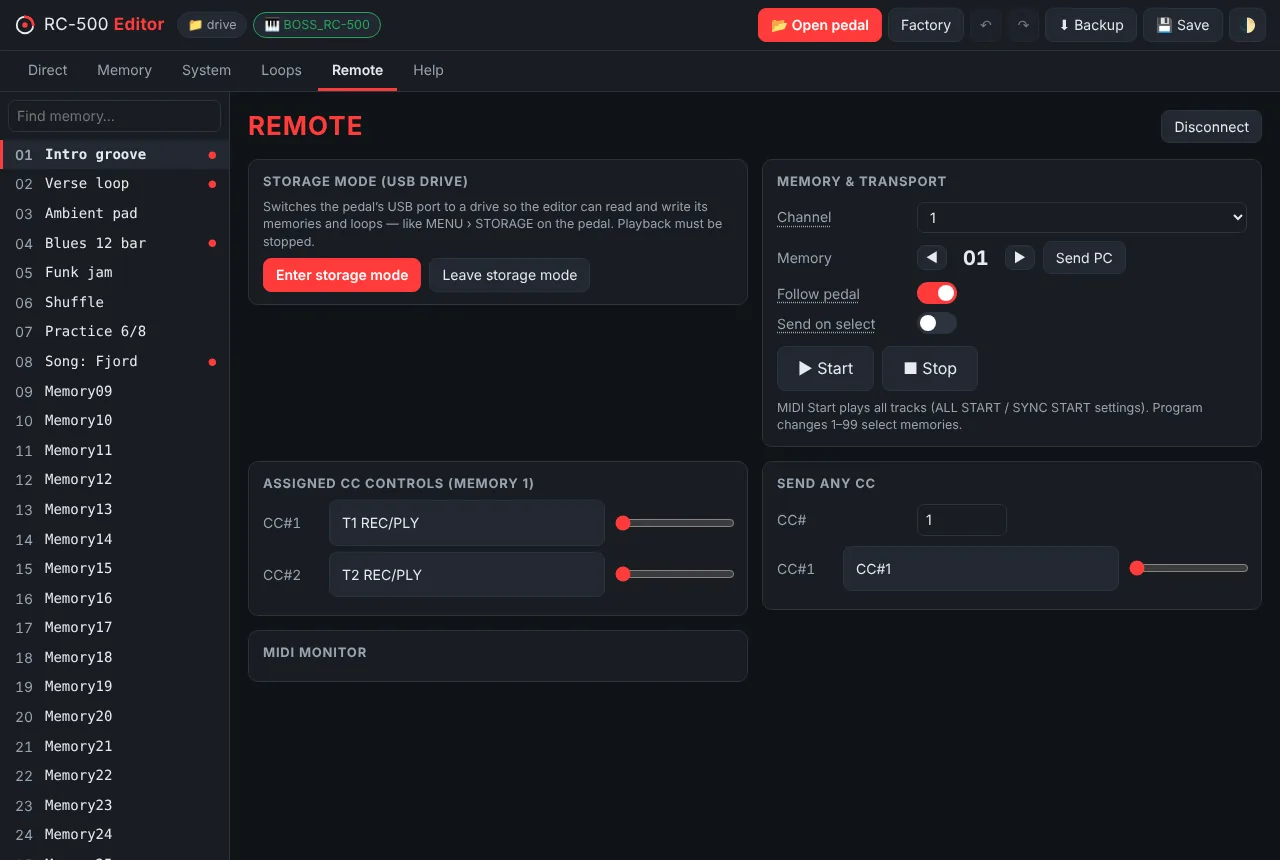 RC-500 Editor
drive
BOSS_RC-500
Open pedal
Factory
Backup
Save
Direct
Memory
System
Loops
Remote
Help
Find memory...
01 Intro groove
02 Verse loop
03 Ambient pad
04 Blues 12 bar
05 Funk jam
06 Shuffle
07 Practice 6/8
08 Song: Fjord
09 Memory09
10 Memory10
11 Memory11
12 Memory12
13 Memory13
14 Memory14
15 Memory15
16 Memory16
17 Memory17
18 Memory18
19 Memory19
20 Memory20
21 Memory21
22 Memory22
23 Memory23
24 Memory24
REMOTE
Disconnect
STORAGE MODE (USB DRIVE)
Switches the pedal's USB port to a drive so the editor can read and write its
memories and loops — like MENU › STORAGE on the pedal. Playback must be
stopped.
Enter storage mode
Leave storage mode
MEMORY & TRANSPORT
Channel
1
Memory
◀ 01 ▶ Send PC
Follow pedal
Send on select
▶ Start
■ Stop
MIDI Start plays all tracks (ALL START / SYNC START settings). Program
changes 1–99 select memories.
ASSIGNED CC CONTROLS (MEMORY 1)
CC#1
T1 REC/PLY
CC#2
T2 REC/PLY
SEND ANY CC
CC#
1
CC#1
CC#1
MIDI MONITOR